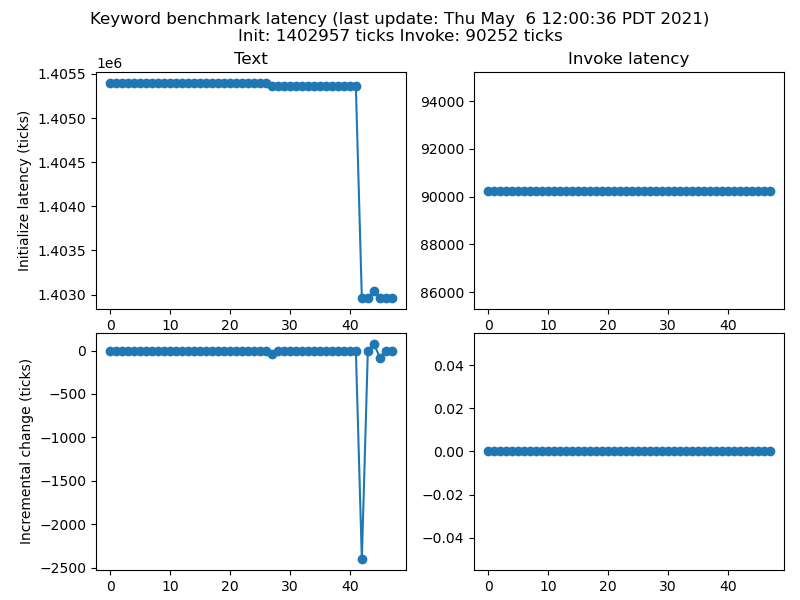 Keyword benchmark latency (last update: Thu May  6 12:00:36 PDT 2021)
Init: 1402957 ticks Invoke: 90252 ticks
Text
Invoke latency
1e6
Initialize latency (ticks)
1.4055
1.4050
1.4045
1.4040
1.4035
1.4030
0 10 20 30 40
94000
92000
90000
88000
86000
0 10 20 30 40
Incremental change (ticks)
0
−500
−1000
−1500
−2000
−2500
0 10 20 30 40
0.04
0.02
0.00
−0.02
−0.04
0 10 20 30 40